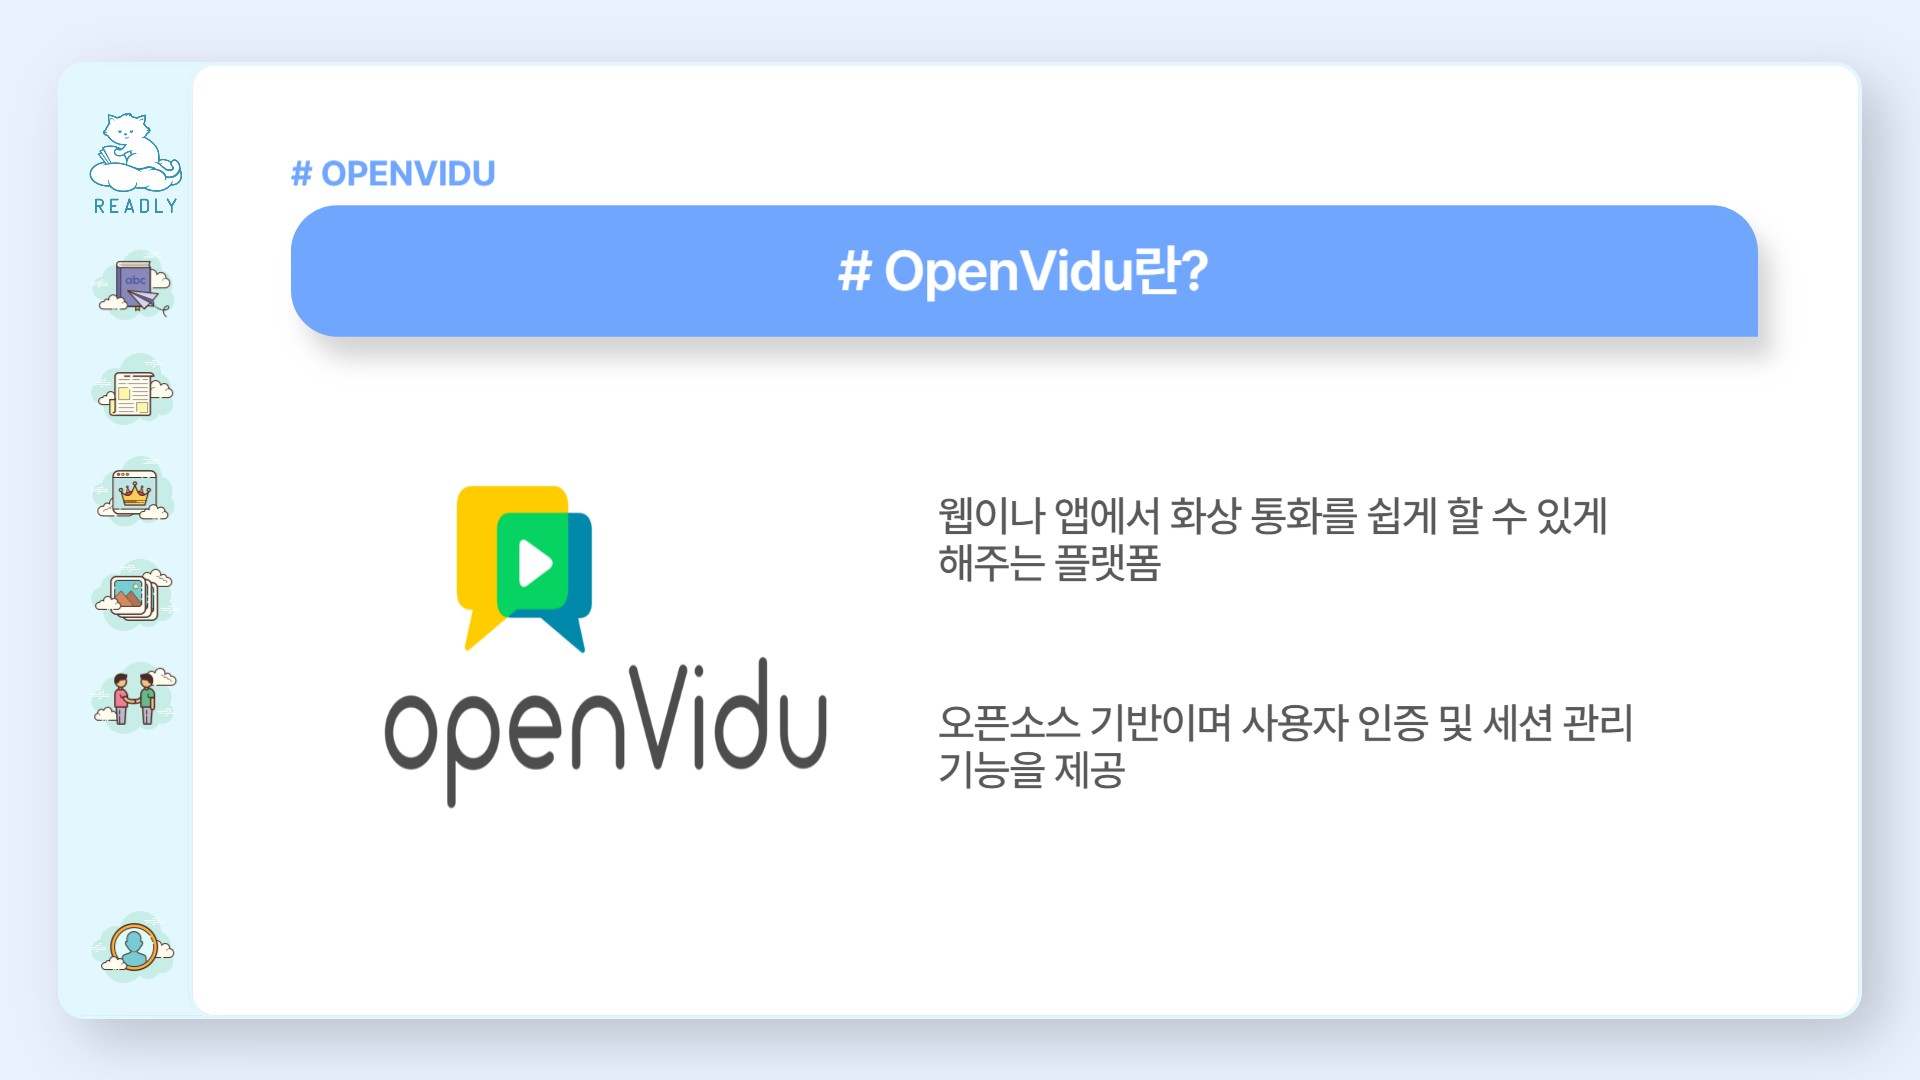 READLY
abc
# OPENVIDU
# OpenVidu란?
openVidu
웹이나 앱에서 화상 통화를 쉽게 할 수 있게
해주는 플랫폼
오픈소스 기반이며 사용자 인증 및 세션 관리
기능을 제공